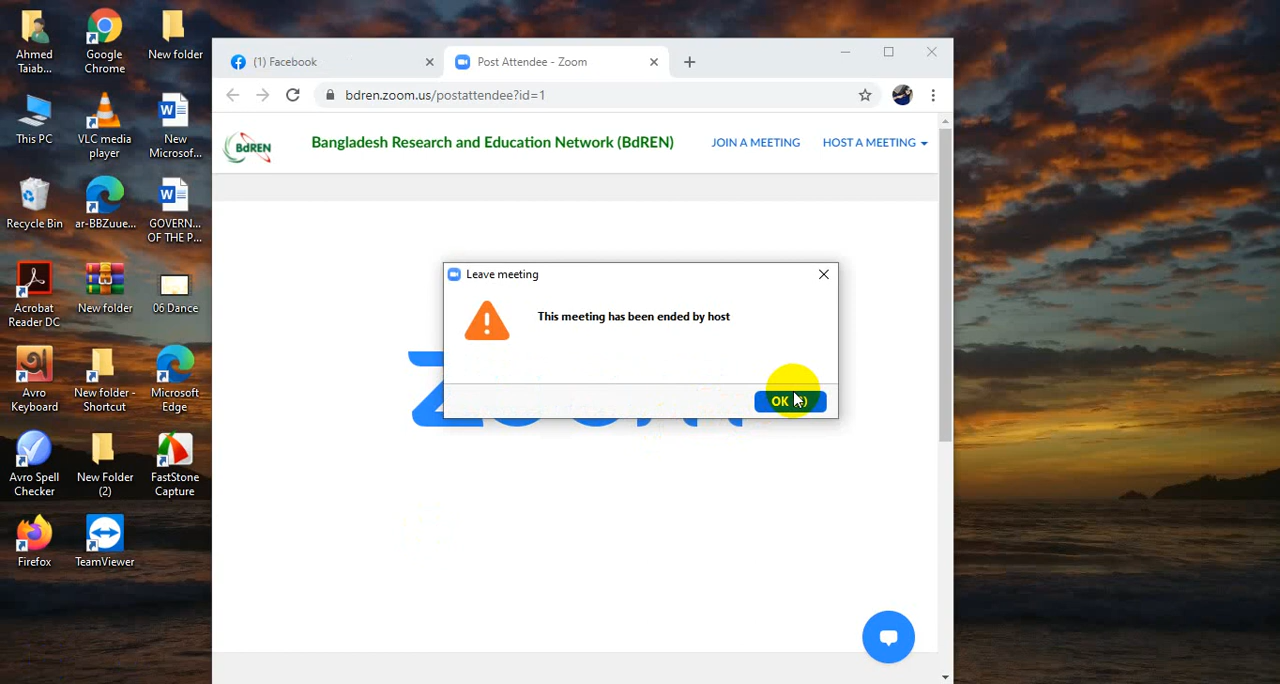 Ahmed
Taiab...
Google
Chrome
New folder
This PC
VLC media
player
New
Microsof...
Recycle Bin
ar-BBZuue...
GOVERN...
OF THE P...
Acrobat
Reader DC
New folder
06 Dance
Avro
Keyboard
New folder -
Shortcut
Microsoft
Edge
Avro Spell
Checker
New Folder
(2)
FastStone
Capture
Firefox
TeamViewer
(1) Facebook
Post Attendee - Zoom
bdren.zoom.us/postattendee?id=1
BdREN
Bangladesh Research and Education Network (BdREN)
JOIN A MEETING
HOST A MEETING
Leave meeting
This meeting has been ended by host
OK